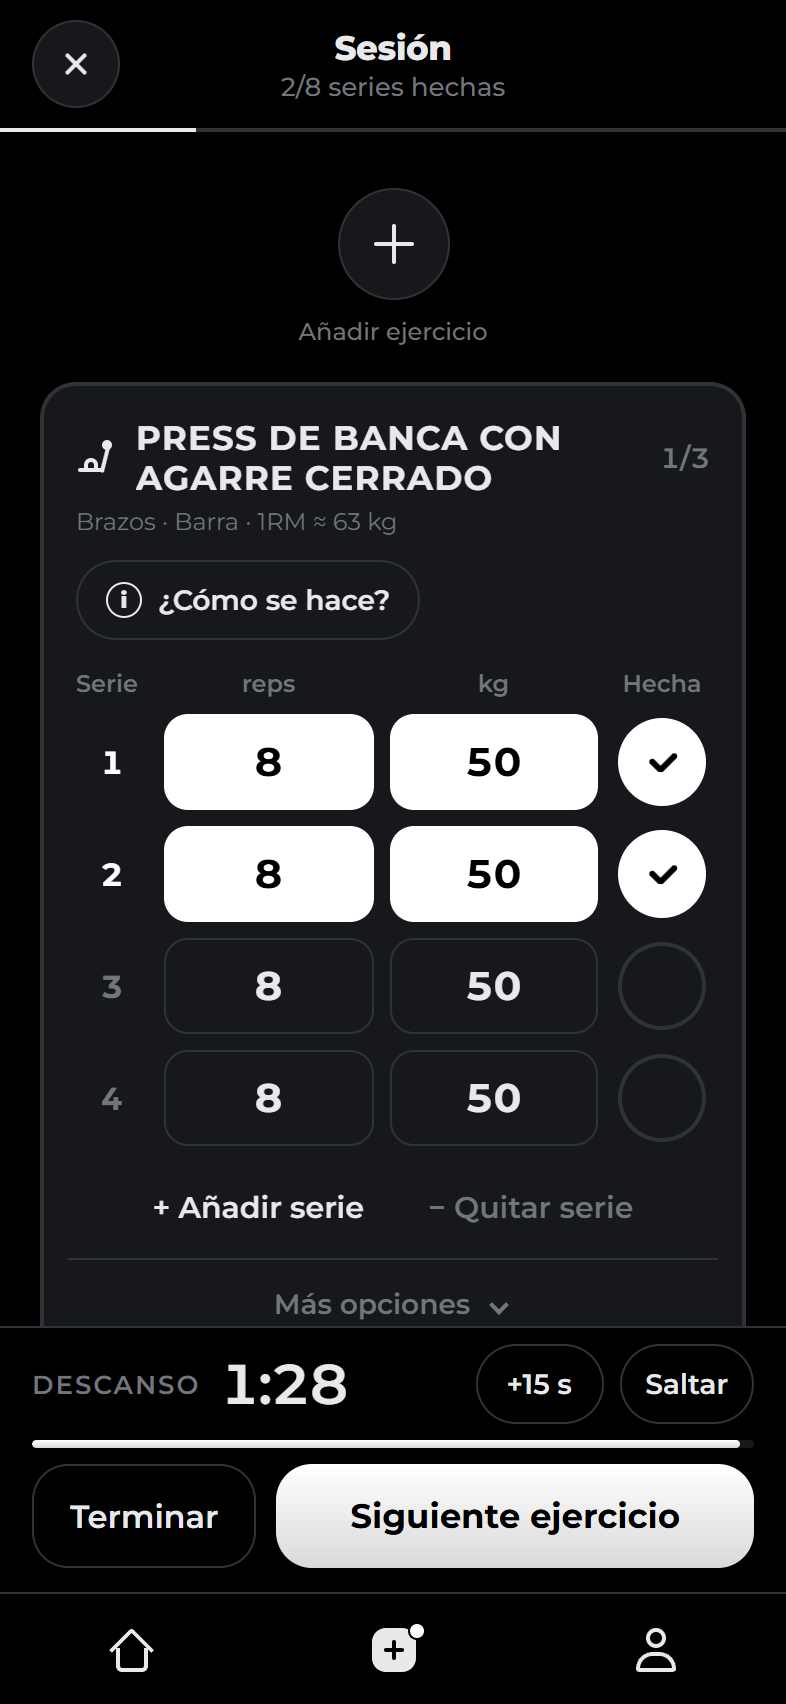 Sesión
2/8 series hechas
Añadir ejercicio
PRESS DE BANCA CON
AGARRE CERRADO
1/3
Brazos · Barra · 1RM ≈ 63 kg
¿Cómo se hace?
Serie reps kg Hecha
1 8 50
2 8 50
3 8 50
4 8 50
+ Añadir serie − Quitar serie
Más opciones
DESCANSO 1:28 +15 s Saltar
Terminar Siguiente ejercicio